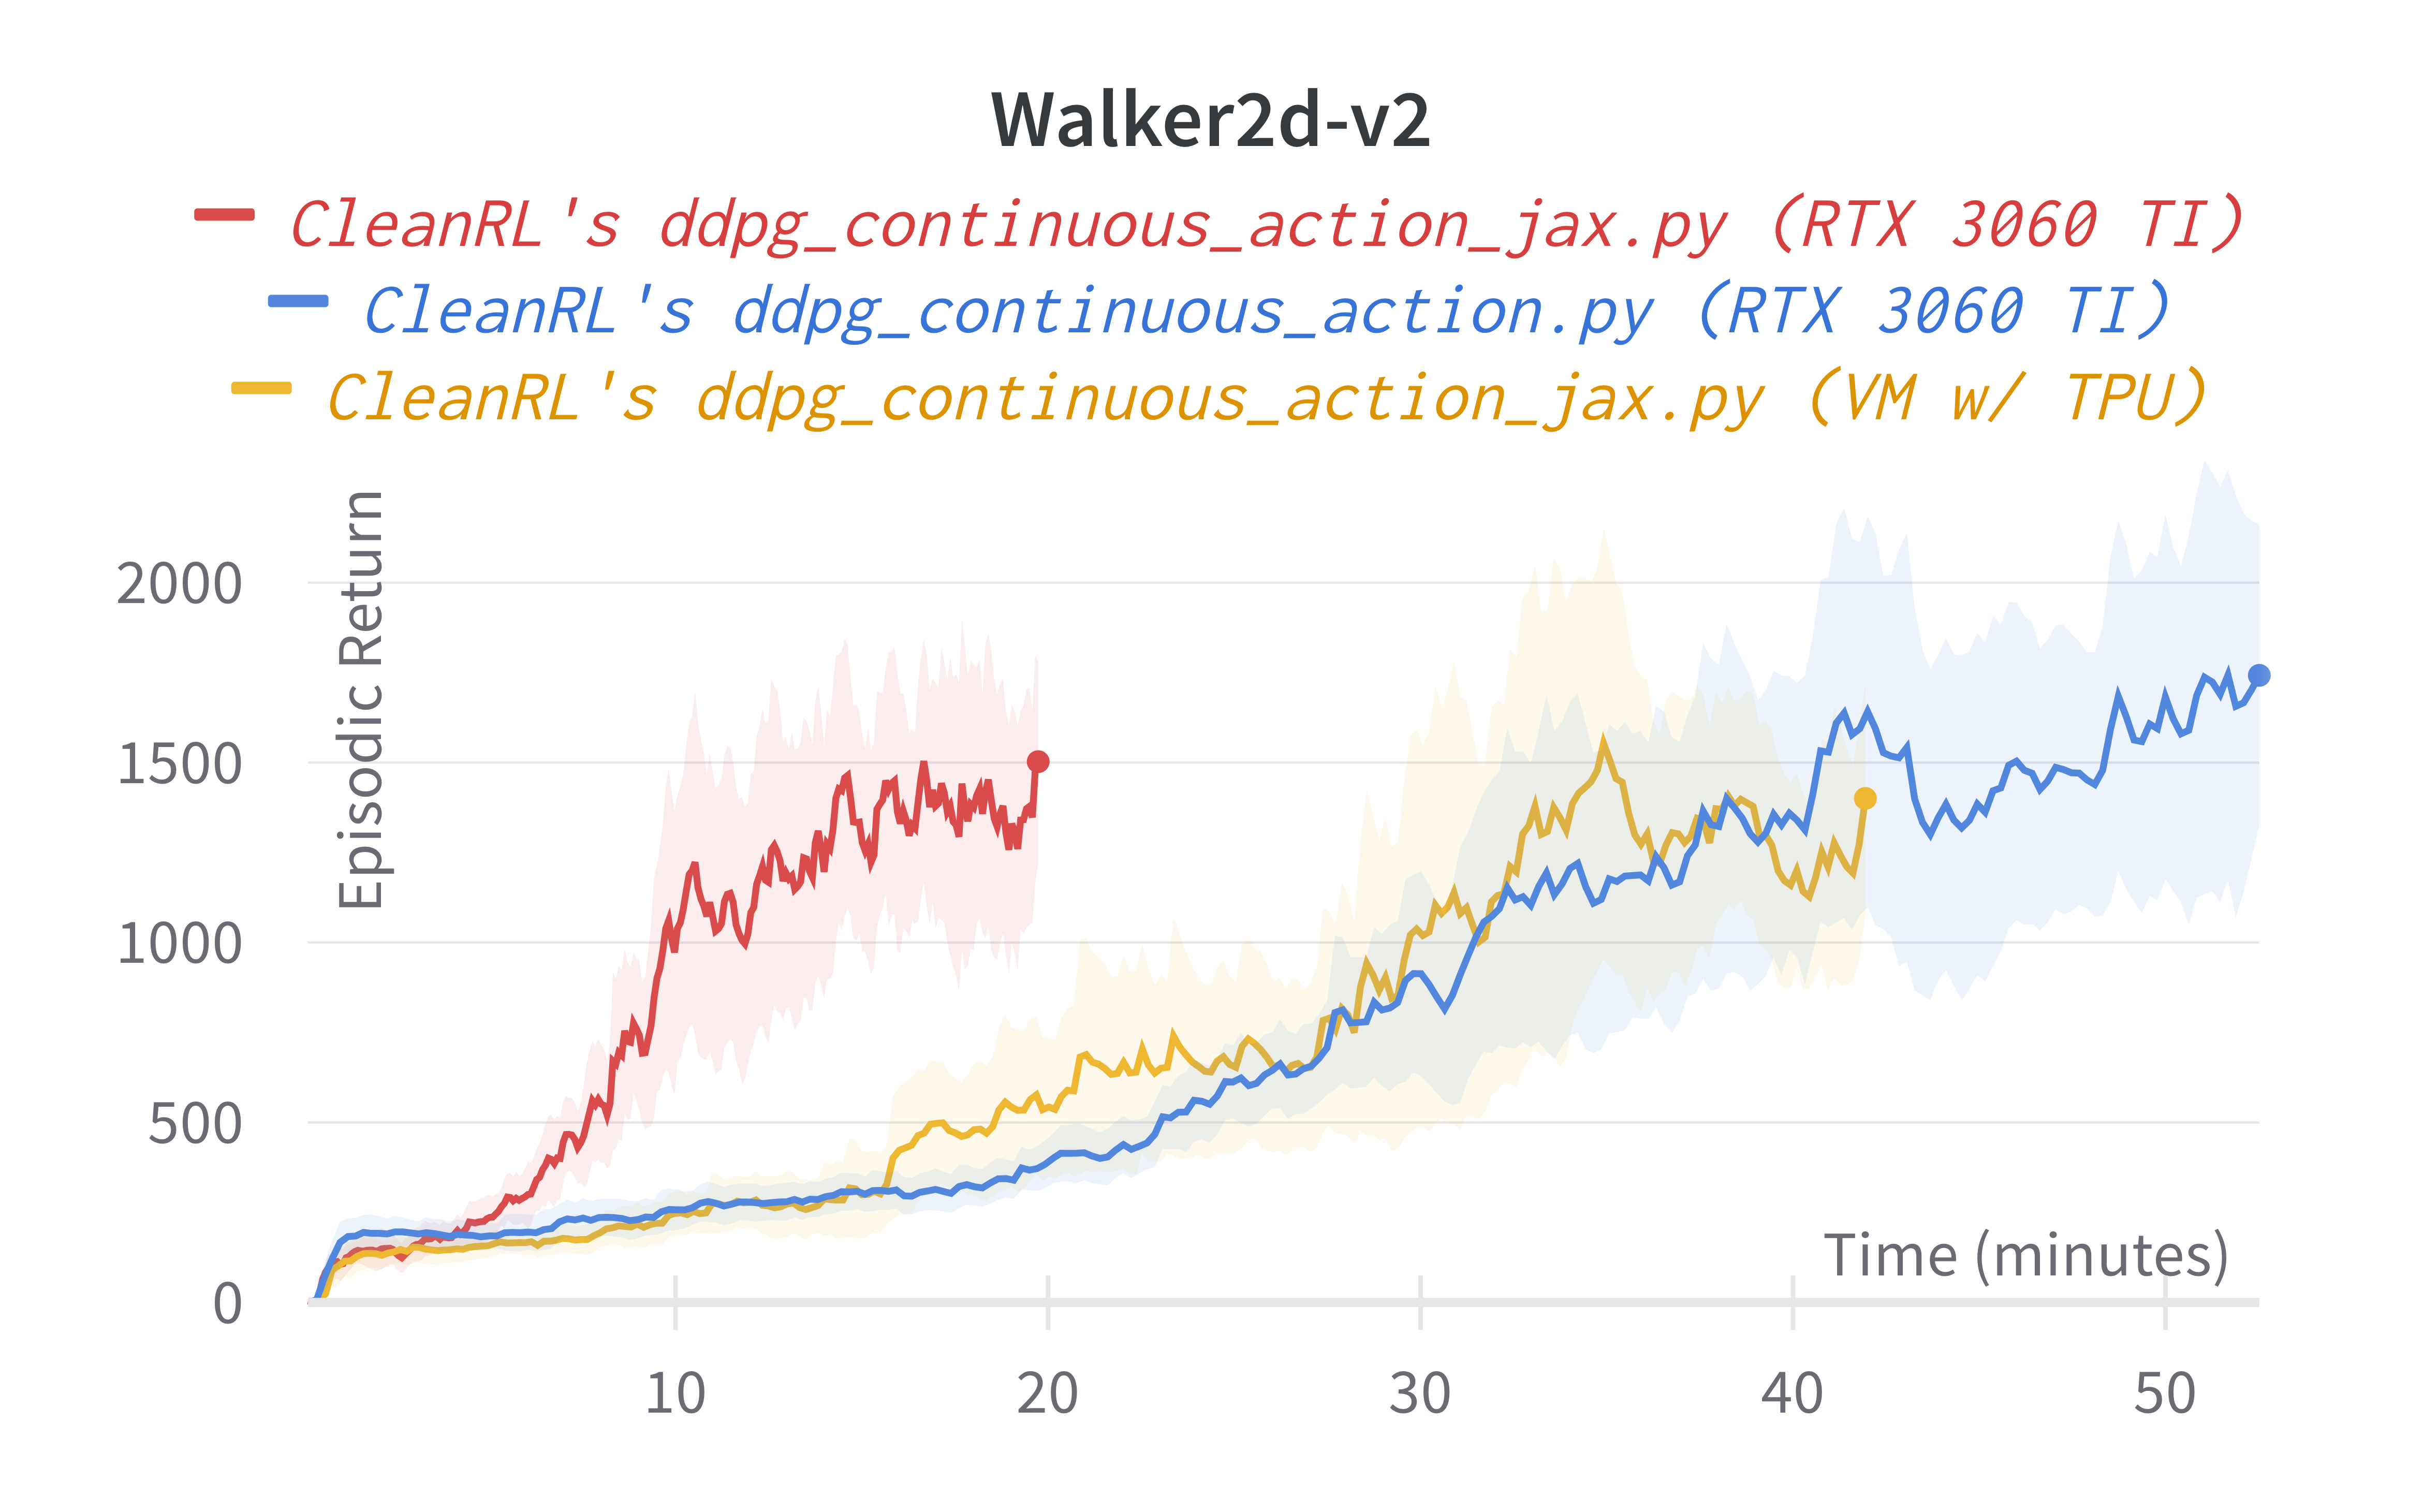 Walker2d-v2
CleanRL's ddpg_continuous_action_jax.py (RTX 3060 TI)
CleanRL's ddpg_continuous_action.py (RTX 3060 TI)
CleanRL's ddpg_continuous_action_jax.py (VM w/ TPU)
Episodic Return
2000
1500
1000
500
0
Time (minutes)
10 20 30 40 50